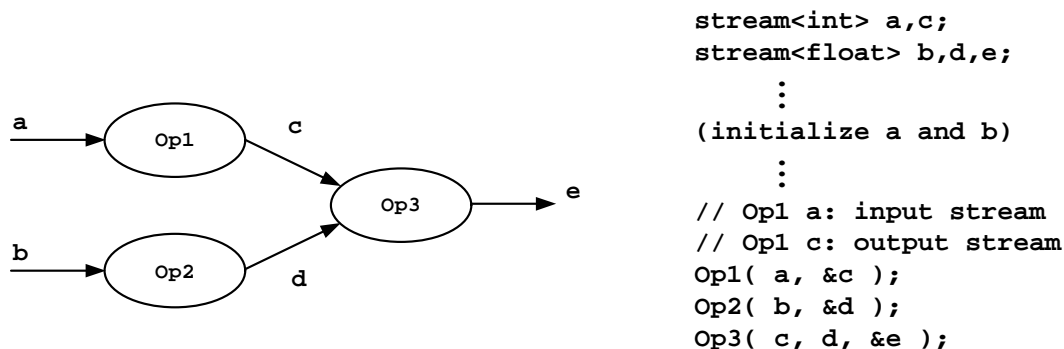 a
Op1
c
Op3
e
b
Op2
d
stream<int> a,c;
stream<float> b,d,e;
(initialize a and b)
// Op1 a: input stream
// Op1 c: output stream
Op1( a, &c );
Op2( b, &d );
Op3( c, d, &e );